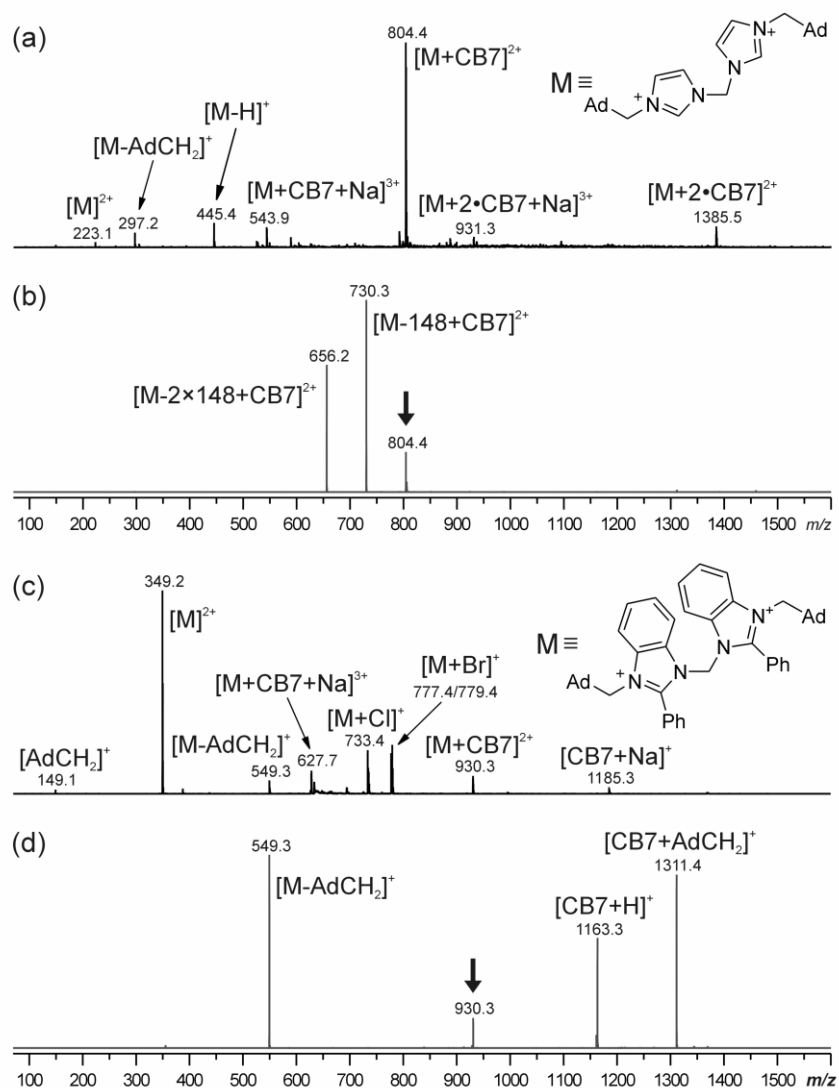 (a)
804.4
[M+CB7]²⁺
M ≡
Ad
N⁺
N
N
N⁺
Ad
[M-H]⁺
[M-AdCH₂]⁺
[M]²⁺
223.1
297.2
445.4
[M+CB7+Na]³⁺
543.9
[M+2•CB7+Na]³⁺
931.3
[M+2•CB7]²⁺
1385.5
(b)
730.3
[M-148+CB7]²⁺
656.2
[M-2×148+CB7]²⁺
804.4
100 200 300 400 500 600 700 800 900 1000 1100 1200 1300 1400 1500 m/z
(c)
349.2
[M]²⁺
M ≡
N⁺
Ad
N
Ph
N
N⁺
Ad
Ph
[M+Br]⁺
777.4/779.4
[M+CB7+Na]³⁺
[M+Cl]⁺
733.4
[AdCH₂]⁺
149.1
[M-AdCH₂]⁺
549.3
627.7
[M+CB7]²⁺
930.3
[CB7+Na]⁺
1185.3
(d)
549.3
[M-AdCH₂]⁺
[CB7+AdCH₂]⁺
1311.4
[CB7+H]⁺
1163.3
930.3
100 200 300 400 500 600 700 800 900 1000 1100 1200 1300 1400 1500 m/z